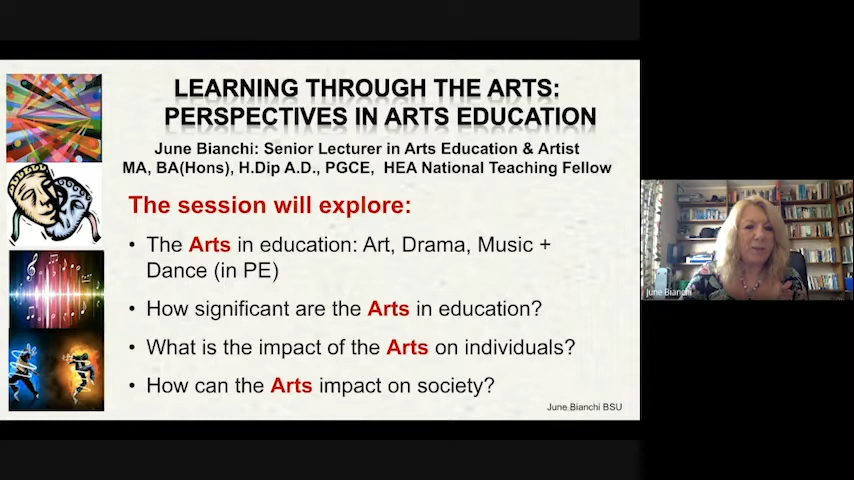 LEARNING THROUGH THE ARTS:
PERSPECTIVES IN ARTS EDUCATION
June Bianchi: Senior Lecturer in Arts Education & Artist
MA, BA(Hons), H.Dip A.D., PGCE, HEA National Teaching Fellow
The session will explore:
• The Arts in education: Art, Drama, Music +
Dance (in PE)
• How significant are the Arts in education?
• What is the impact of the Arts on individuals?
• How can the Arts impact on society?
June Bianchi BSU
June Bianchi